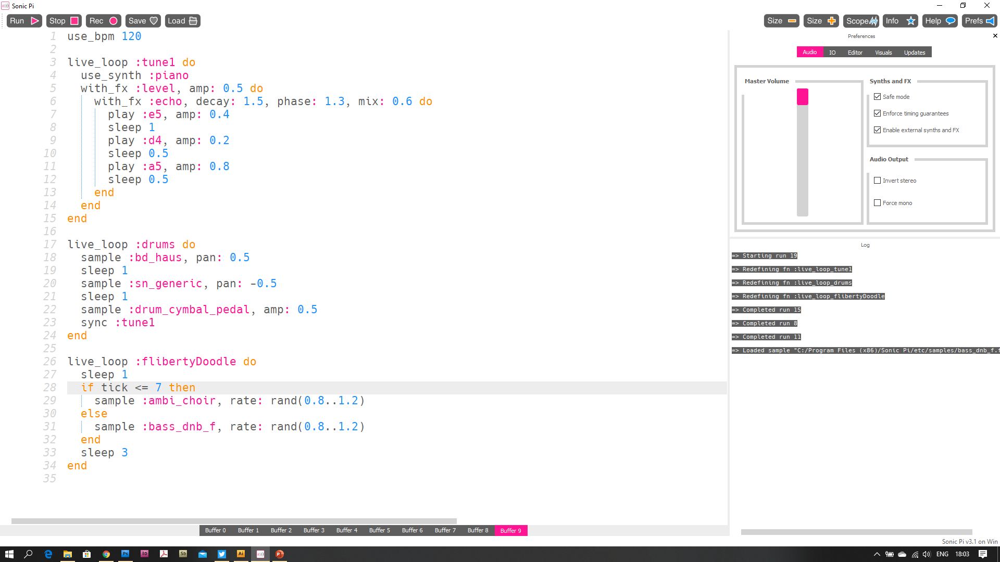 Sonic Pi
Run Stop Rec Save Load Size Size Scope Info Help Prefs
1 use_bpm 120
2
3 live_loop :tune1 do
4 use_synth :piano
5 with_fx :level, amp: 0.5 do
6 with_fx :echo, decay: 1.5, phase: 1.3, mix: 0.6 do
7 play :e5, amp: 0.4
8 sleep 1
9 play :d4, amp: 0.2
10 sleep 0.5
11 play :a5, amp: 0.8
12 sleep 0.5
13 end
14 end
15 end
16
17 live_loop :drums do
18 sample :bd_haus, pan: 0.5
19 sleep 1
20 sample :sn_generic, pan: -0.5
21 sleep 1
22 sample :drum_cymbal_pedal, amp: 0.5
23 sync :tune1
24 end
25
26 live_loop :flibertyDoodle do
27 sleep 1
28 if tick <= 7 then
29 sample :ambi_choir, rate: rand(0.8..1.2)
30 else
31 sample :bass_dnb_f, rate: rand(0.8..1.2)
32 end
33 sleep 3
34 end
35
Preferences
Audio IO Editor Visuals Updates
Master Volume
Synths and FX
Safe mode
Enforce timing guarantees
Enable external synths and FX
Audio Output
Invert stereo
Force mono
Log
=> Starting run 19
=> Redefining fn :live_loop_tune1
=> Redefining fn :live_loop_drums
=> Redefining fn :live_loop_flibertyDoodle
=> Completed run 15
=> Completed run 8
=> Completed run 11
=> Loaded sample "C:/Program Files (x86)/Sonic Pi/etc/samples/bass_dnb_f.f
Buffer 0 Buffer 1 Buffer 2 Buffer 3 Buffer 4 Buffer 5 Buffer 6 Buffer 7 Buffer 8 Buffer 9
Sonic Pi v3.1 on Win
Ps ID Sb Ai P ENG 18:03